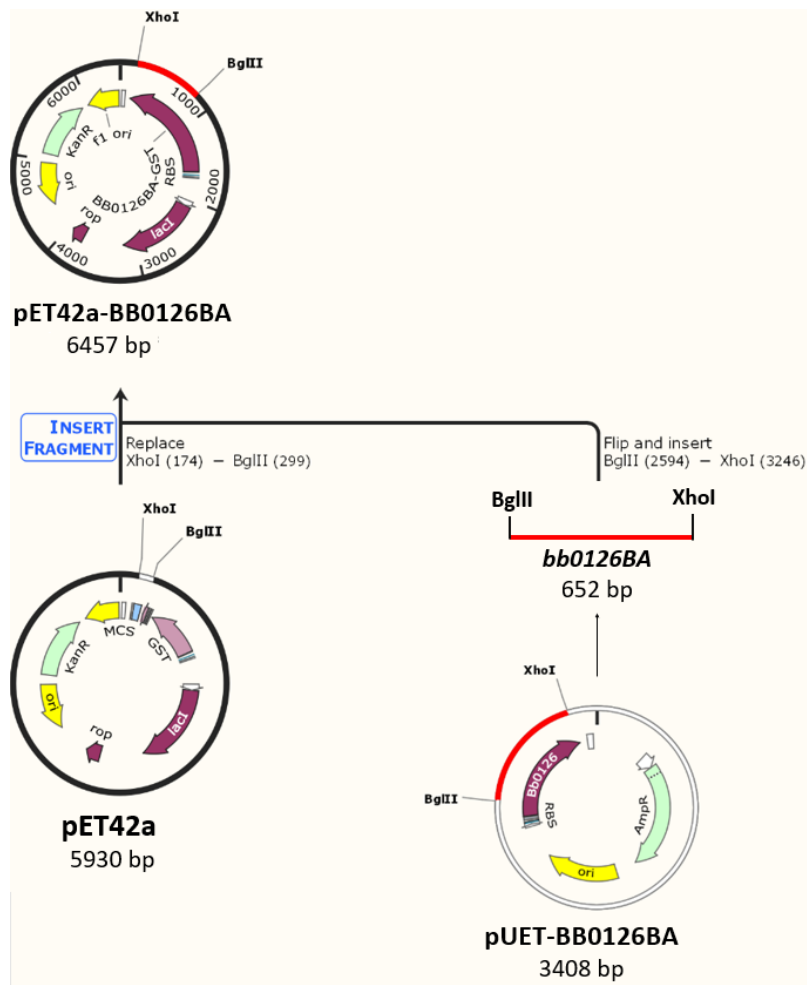 XhoI
BglII
6000
1000
KanR
f1 ori
5000
ori
BB0126BA-GST
RBS
2000
rop
lacI
4000
3000
pET42a-BB0126BA
6457 bp
INSERT
FRAGMENT
Replace
XhoI (174) – BglII (299)
Flip and insert
BglII (2594) – XhoI (3246)
BglII
XhoI
bb0126BA
652 bp
XhoI
BglII
MCS
KanR
GST
ori
lacI
rop
pET42a
5930 bp
XhoI
BglII
Bb0126
RBS
AmpR
ori
pUET-BB0126BA
3408 bp